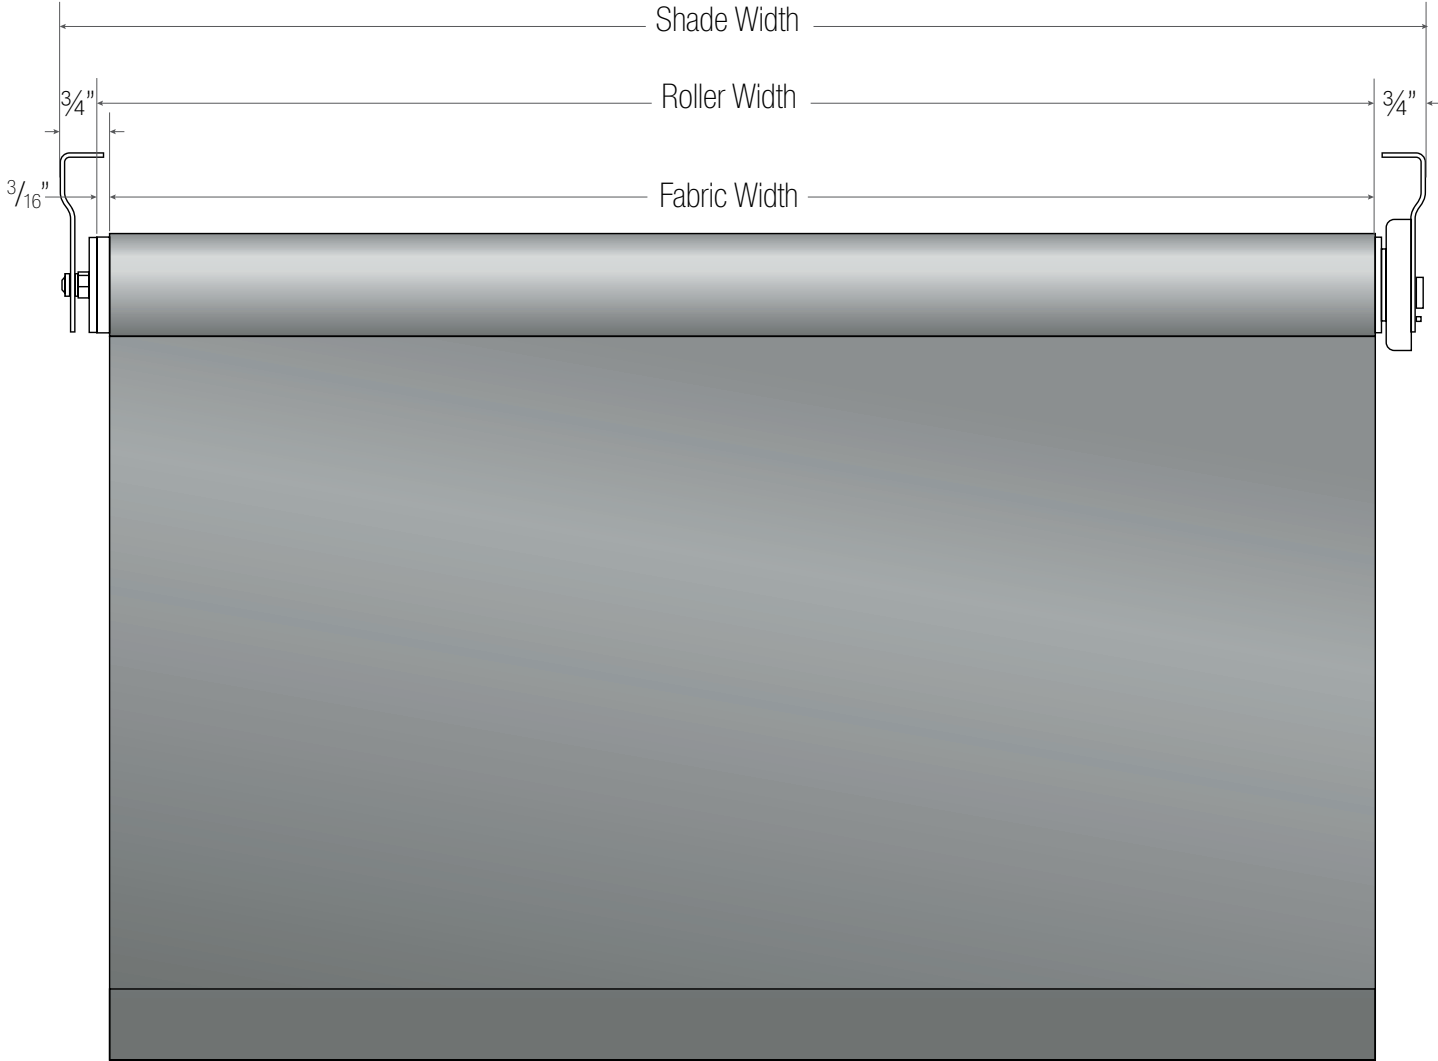 Shade Width
3/4”
Roller Width
3/4”
3/16”
Fabric Width